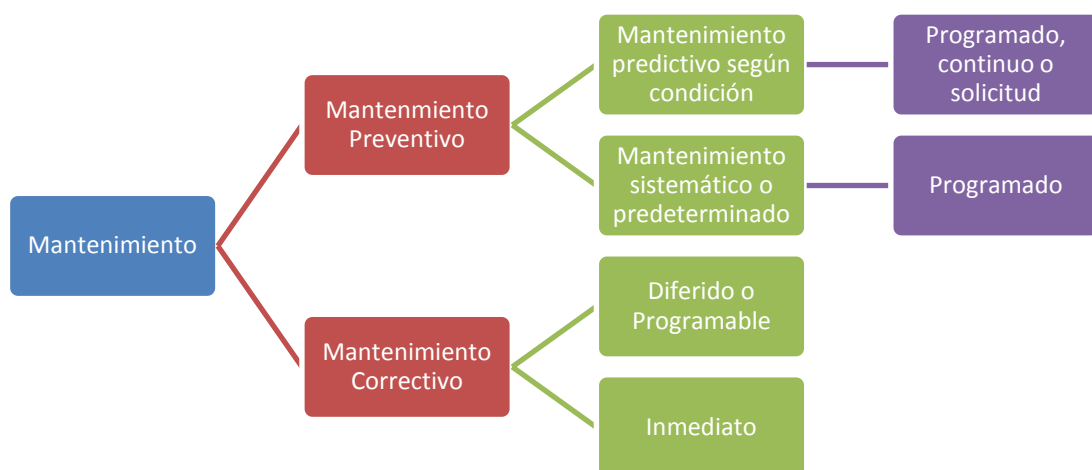 Mantenimiento
Mantenmiento
Preventivo
Mantenimiento
predictivo según
condición
Programado,
continuo o
solicitud
Mantenimiento
sistemático o
predeterminado
Programado
Mantenimiento
Correctivo
Diferido o
Programable
Inmediato